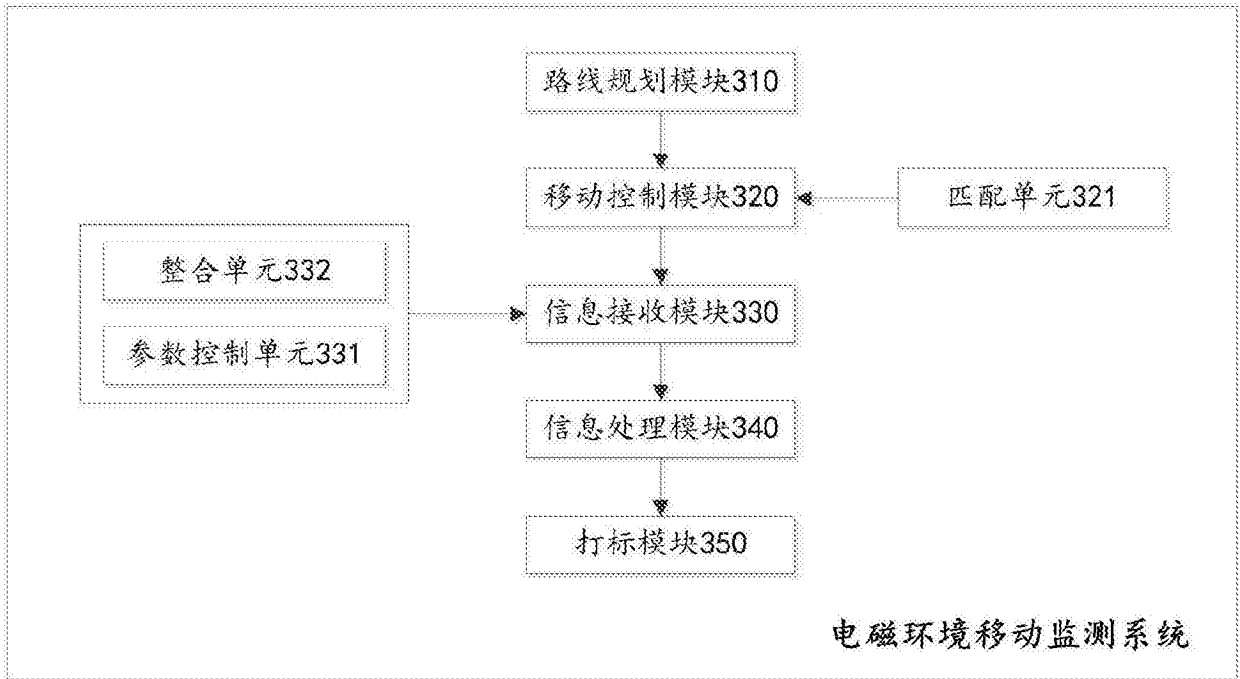 路线规划模块310
移动控制模块320
匹配单元321
整合单元332
信息接收模块330
参数控制单元331
信息处理模块340
打标模块350
电磁环境移动监测系统